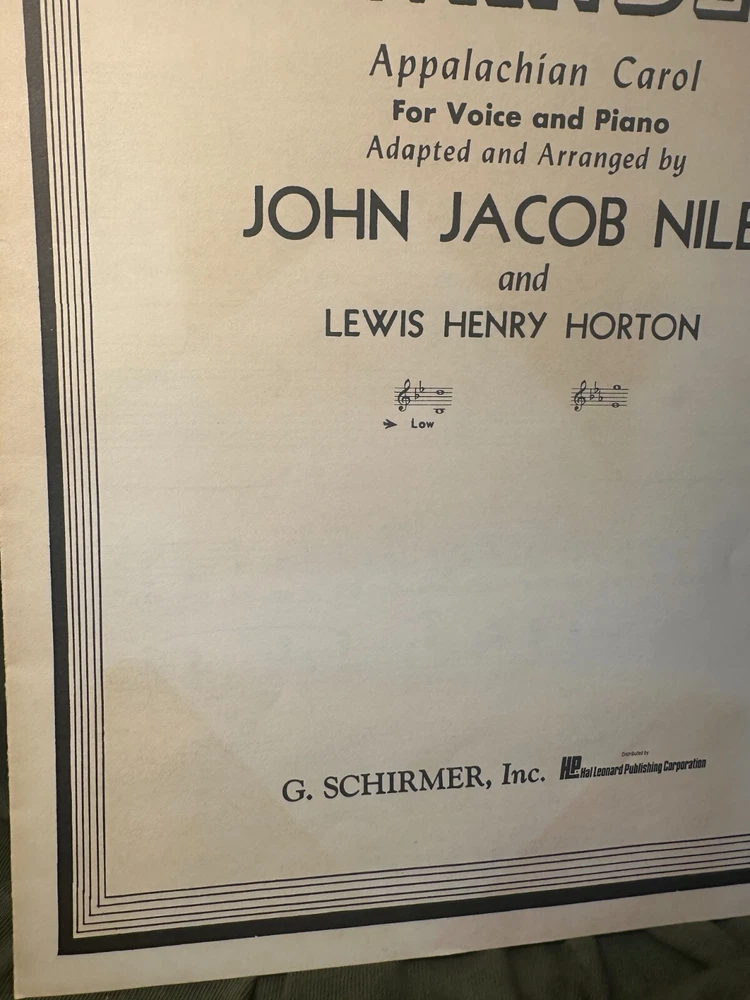 Appalachian Carol
For Voice and Piano
Adapted and Arranged by
JOHN JACOB NILE
and
LEWIS HENRY HORTON
Low
G. SCHIRMER, Inc.
Distributed by
HP Hal Leonard Publishing Corporation